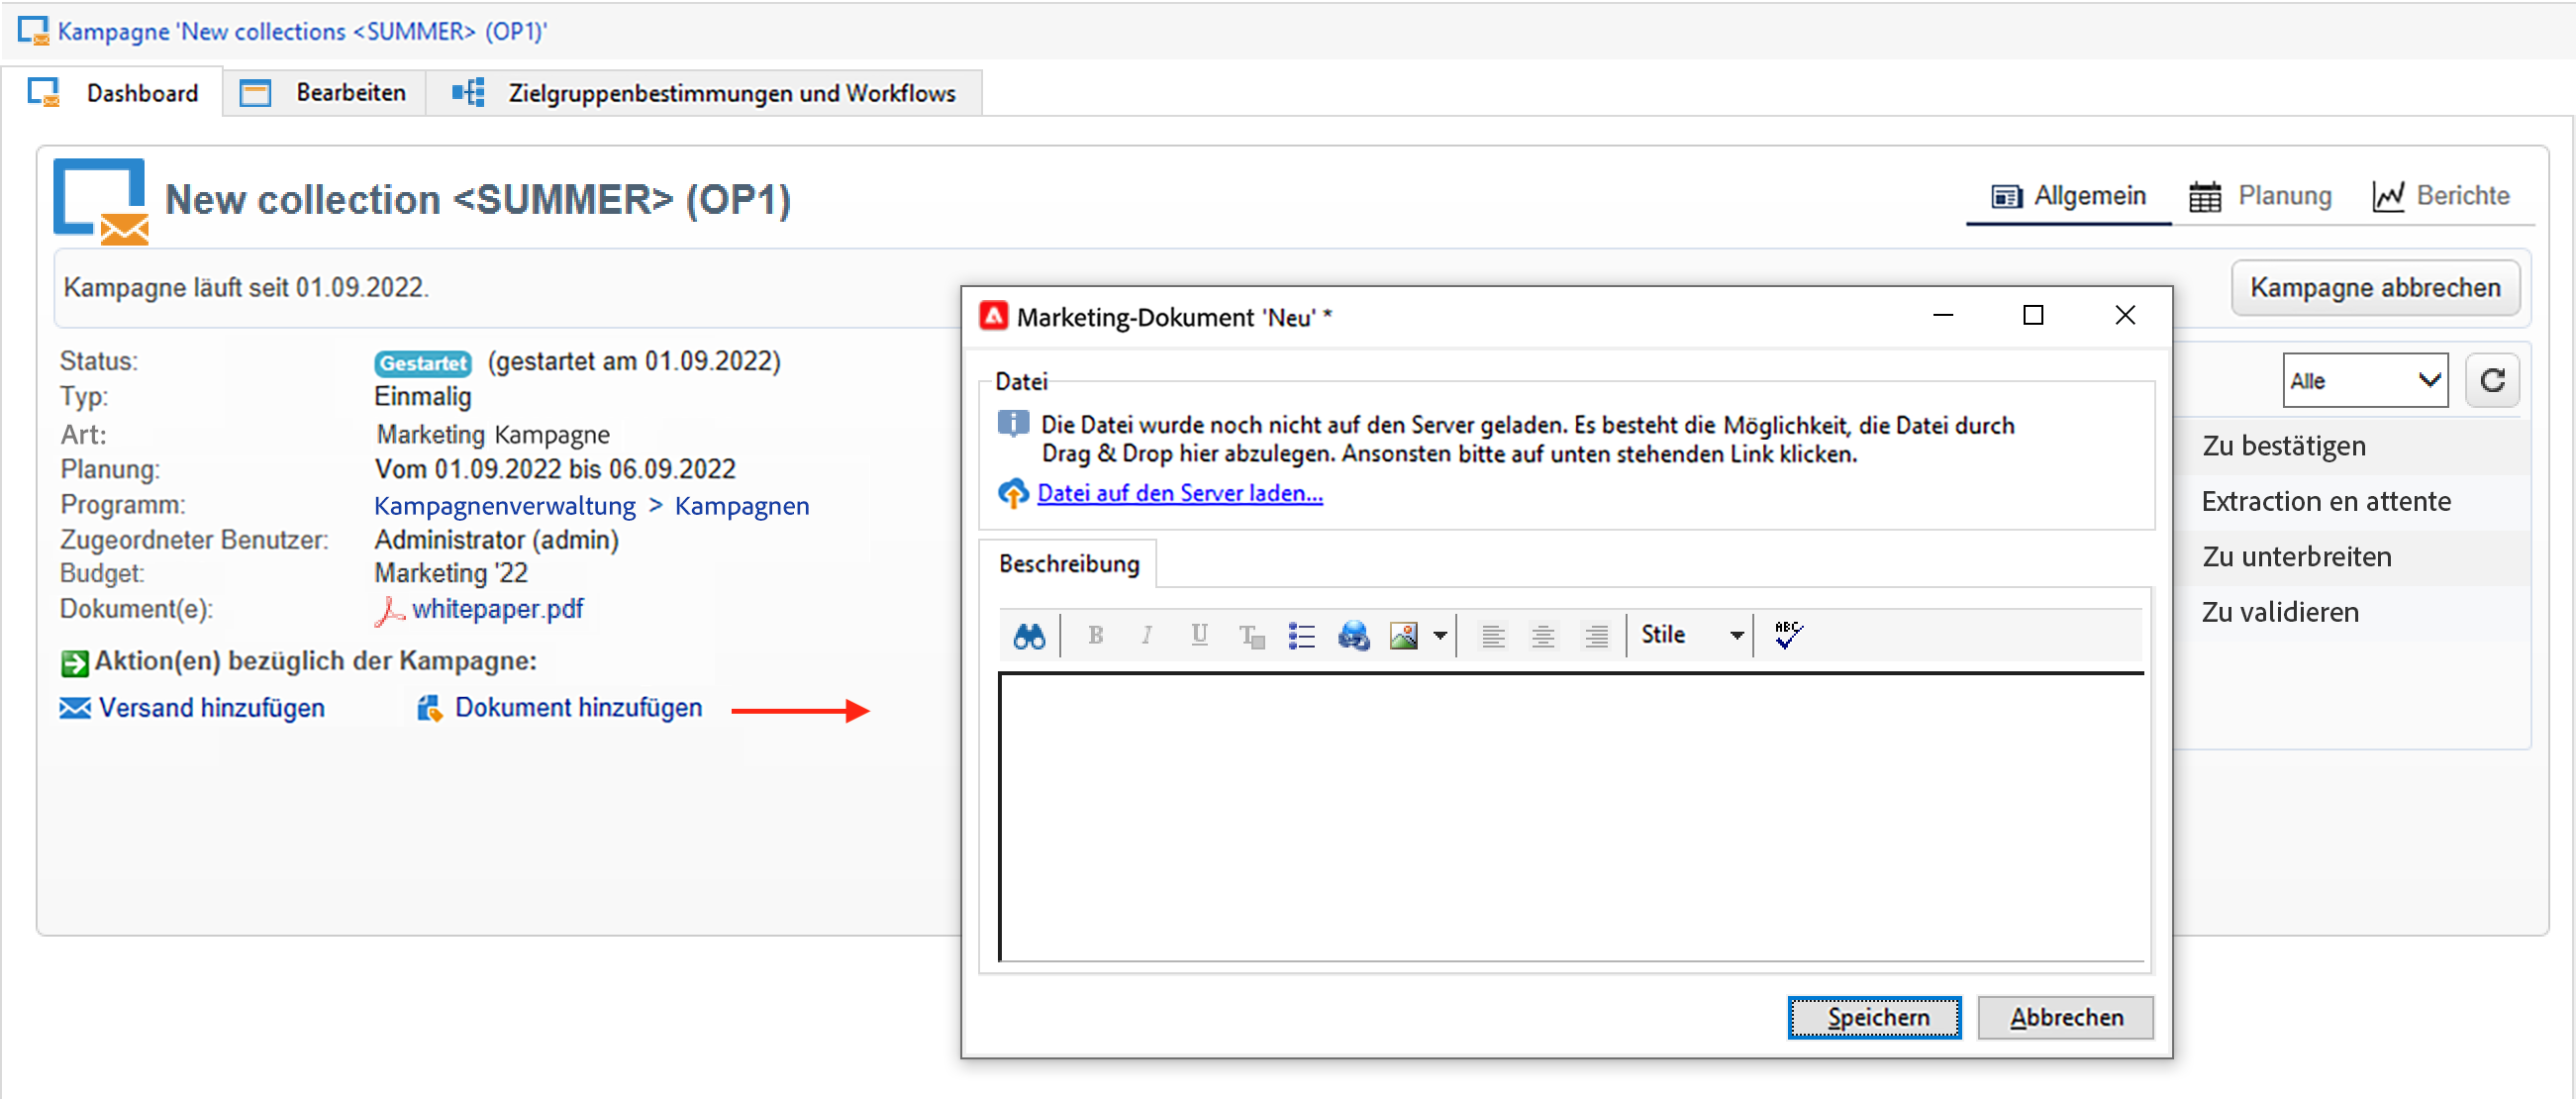 Kampagne 'New collections <SUMMER> (OP1)'
Dashboard
Bearbeiten
Zielgruppenbestimmungen und Workflows
New collection <SUMMER> (OP1)
Allgemein
Planung
Berichte
Kampagne läuft seit 01.09.2022.
Kampagne abbrechen
Status: Gestartet (gestartet am 01.09.2022)
Typ: Einmalig
Art: Marketing Kampagne
Planung: Vom 01.09.2022 bis 06.09.2022
Programm: Kampagnenverwaltung > Kampagnen
Zugeordneter Benutzer: Administrator (admin)
Budget: Marketing '22
Dokument(e): whitepaper.pdf
Aktion(en) bezüglich der Kampagne:
Versand hinzufügen
Dokument hinzufügen
Marketing-Dokument 'Neu' *
Datei
Die Datei wurde noch nicht auf den Server geladen. Es besteht die Möglichkeit, die Datei durch
Drag & Drop hier abzulegen. Ansonsten bitte auf unten stehenden Link klicken.
Datei auf den Server laden...
Beschreibung
B I U T Stile ABC
Speichern
Abbrechen
Alle
Zu bestätigen
Extraction en attente
Zu unterbreiten
Zu validieren